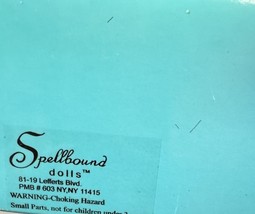 Spellbound
dolls™
81-19 Lefferts Blvd.
PMB # 603 NY,NY 11415
WARNING-Choking Hazard
Small Parts, not for children under